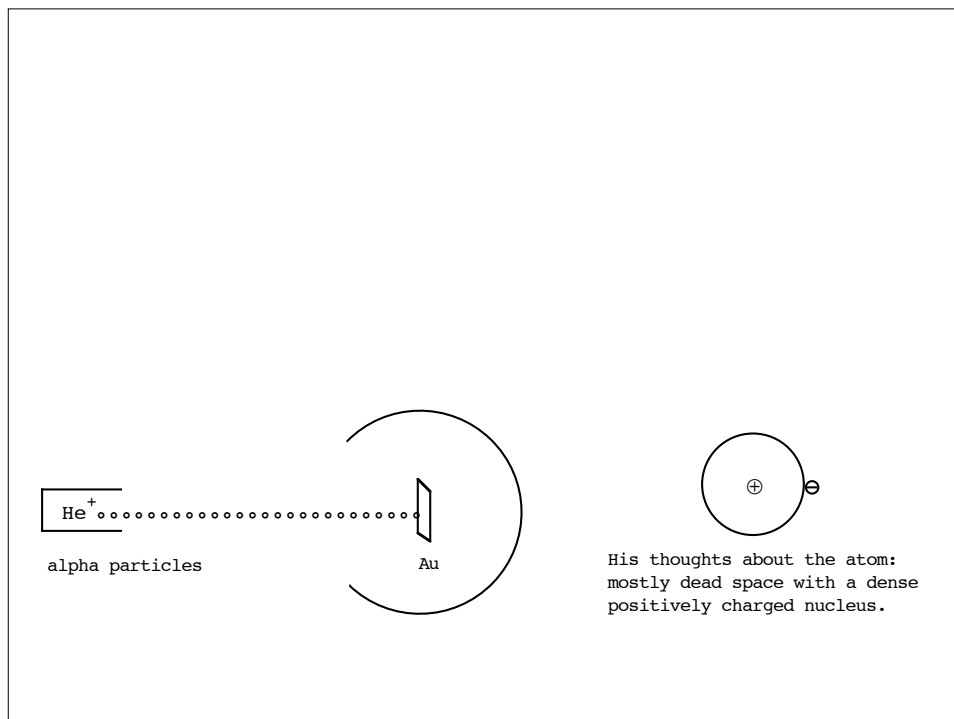 He+
alpha particles
Au
His thoughts about the atom:
mostly dead space with a dense
positively charged nucleus.